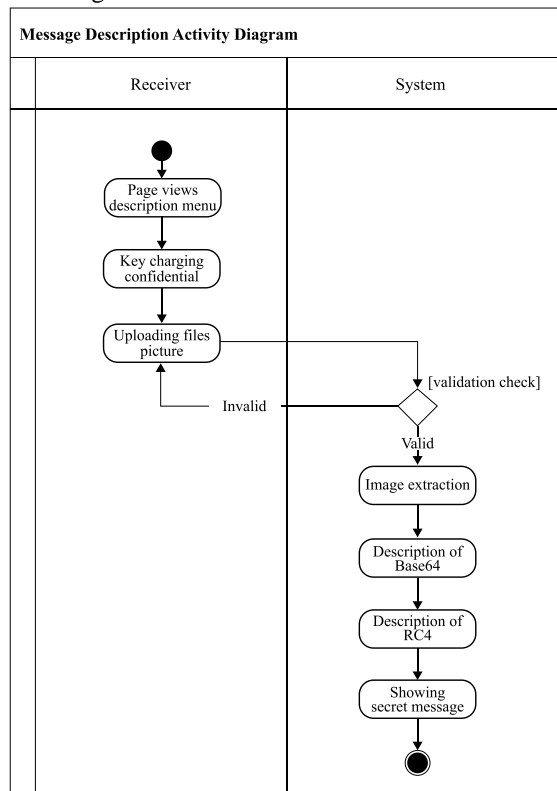 Message Description Activity Diagram
Receiver
System
Page views
description menu
Key charging
confidential
Uploading files
picture
[validation check]
Invalid
Valid
Image extraction
Description of
Base64
Description of
RC4
Showing
secret message